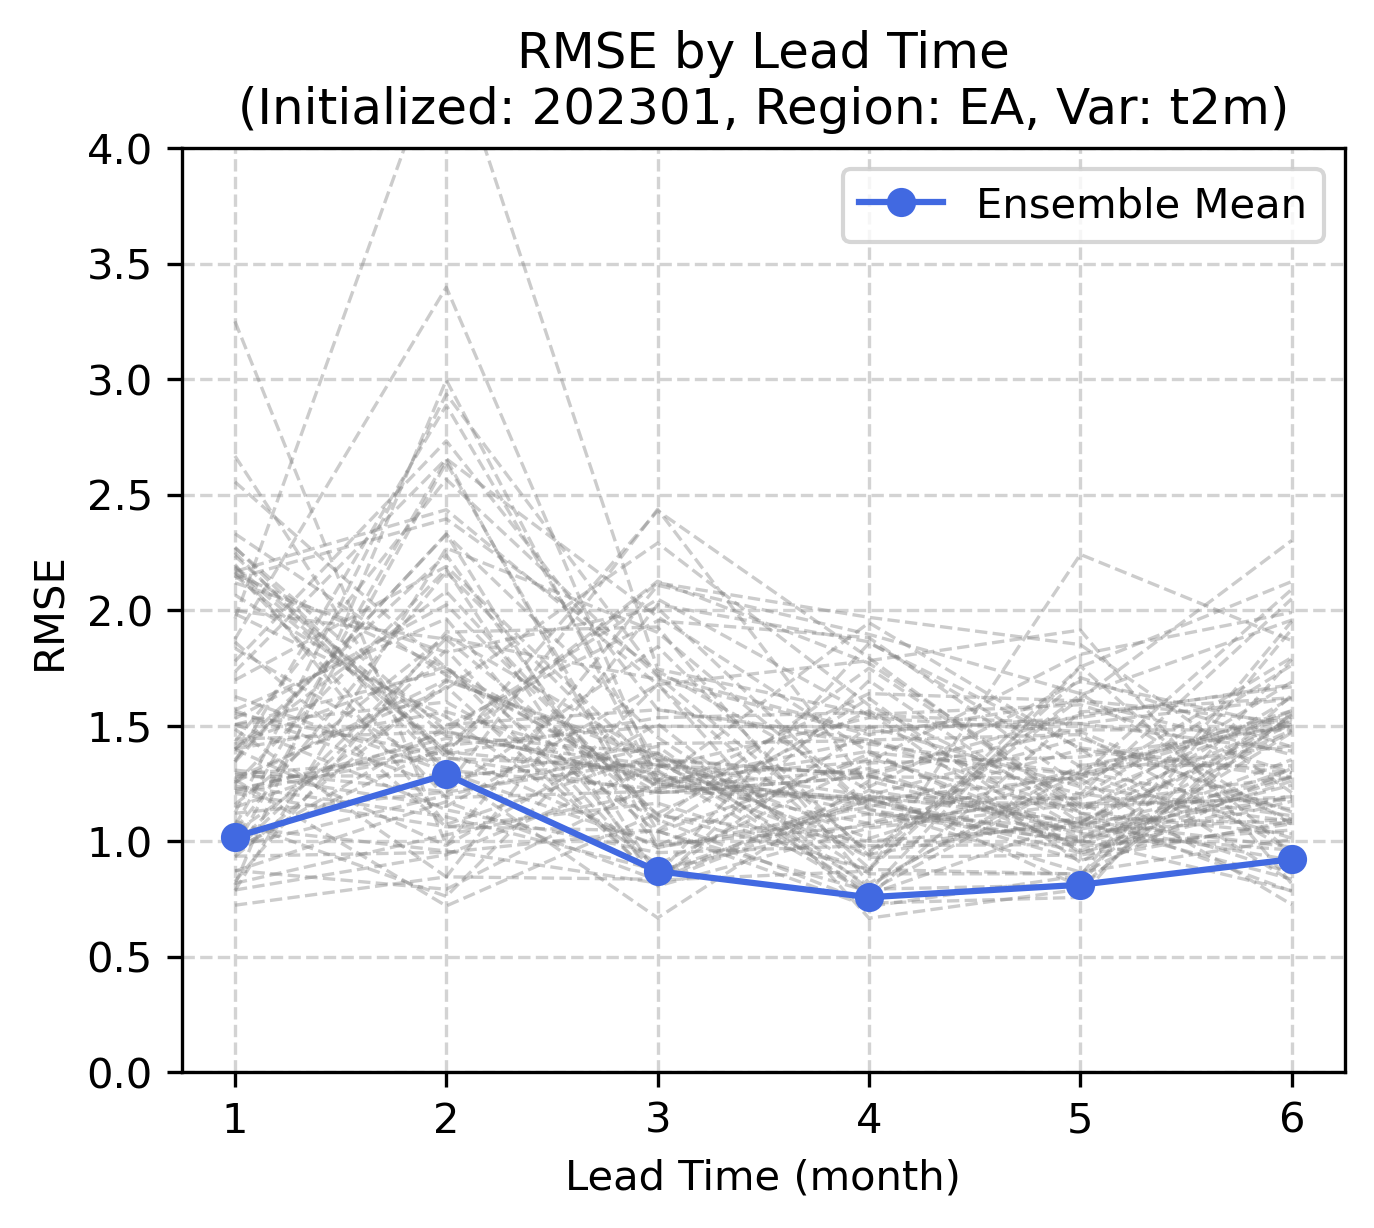 RMSE by Lead Time
(Initialized: 202301, Region: EA, Var: t2m)
Ensemble Mean
4.0
3.5
3.0
2.5
2.0
1.5
1.0
0.5
0.0
RMSE
1 2 3 4 5 6
Lead Time (month)